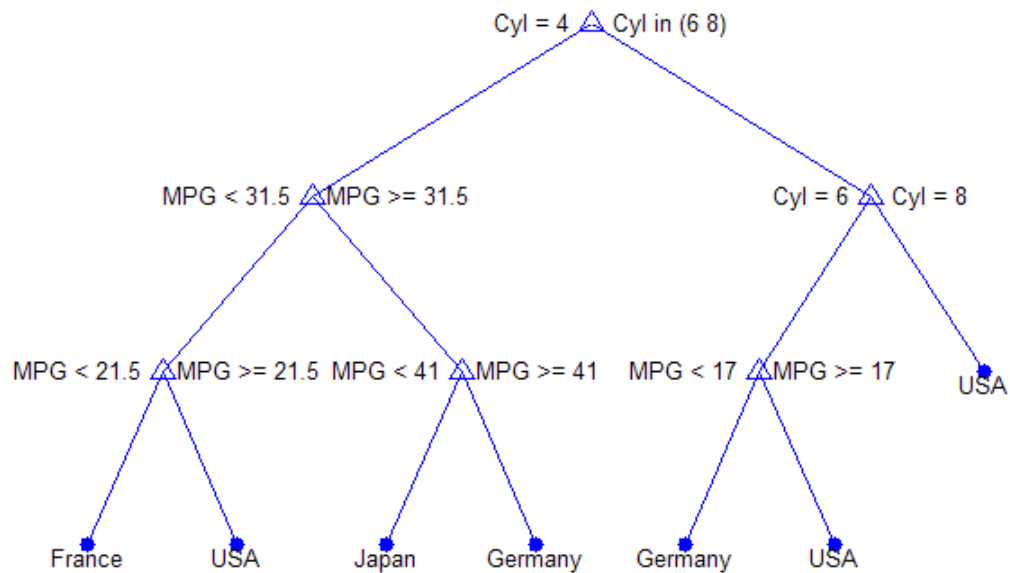 Cyl = 4 Cyl in (6 8)
MPG < 31.5 MPG >= 31.5 Cyl = 6 Cyl = 8
MPG < 21.5 MPG >= 21.5 MPG < 41 MPG >= 41 MPG < 17 MPG >= 17
USA
France USA Japan Germany Germany USA